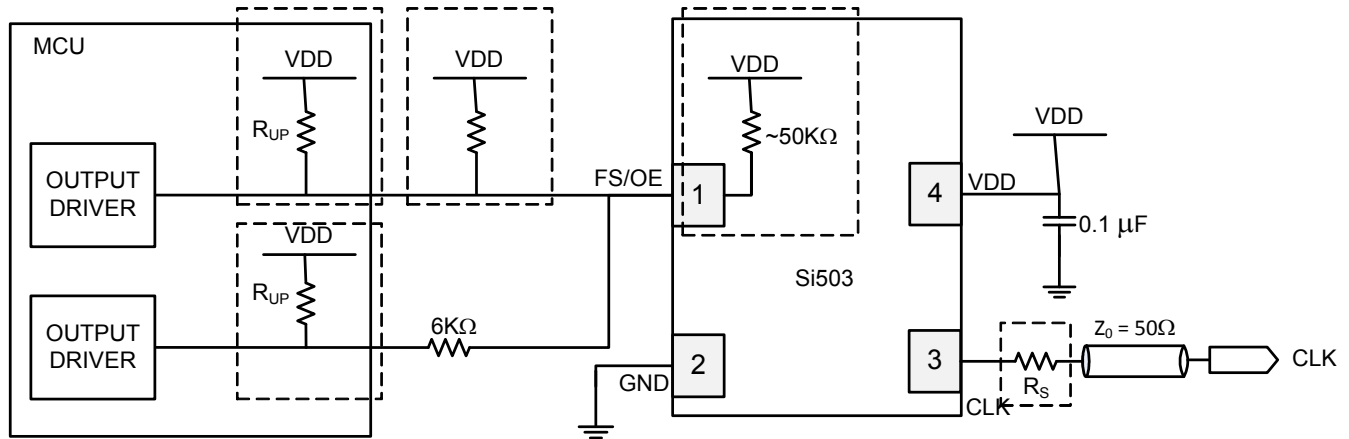 MCU
VDD
R_UP
VDD
VDD
~50KΩ
VDD
OUTPUT
DRIVER
FS/OE
1
4
VDD
0.1 μF
VDD
R_UP
OUTPUT
DRIVER
6KΩ
Si503
2
GND
3
CLK
R_S
Z₀ = 50Ω
CLK